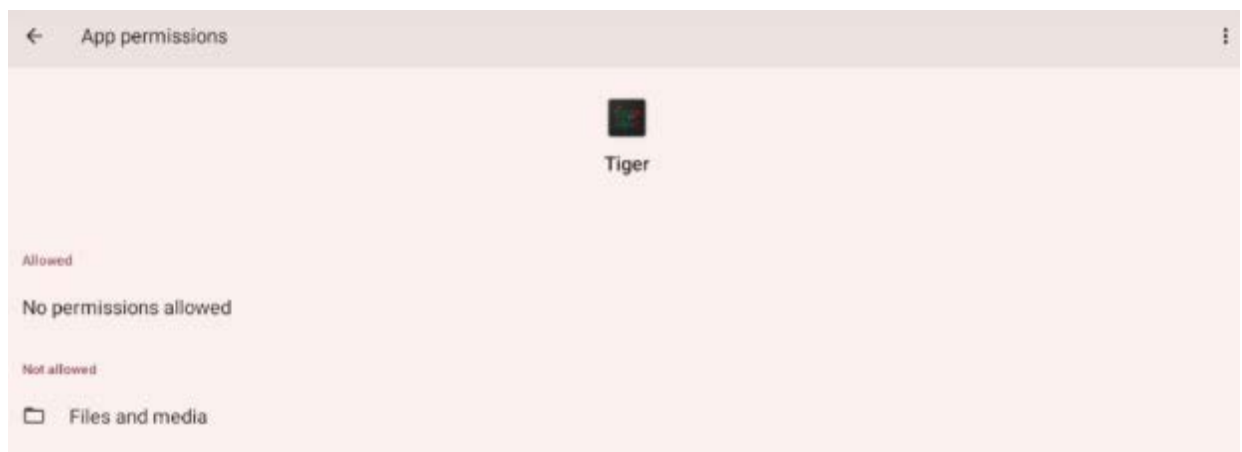 App permissions
Tiger
Allowed
No permissions allowed
Not allowed
Files and media